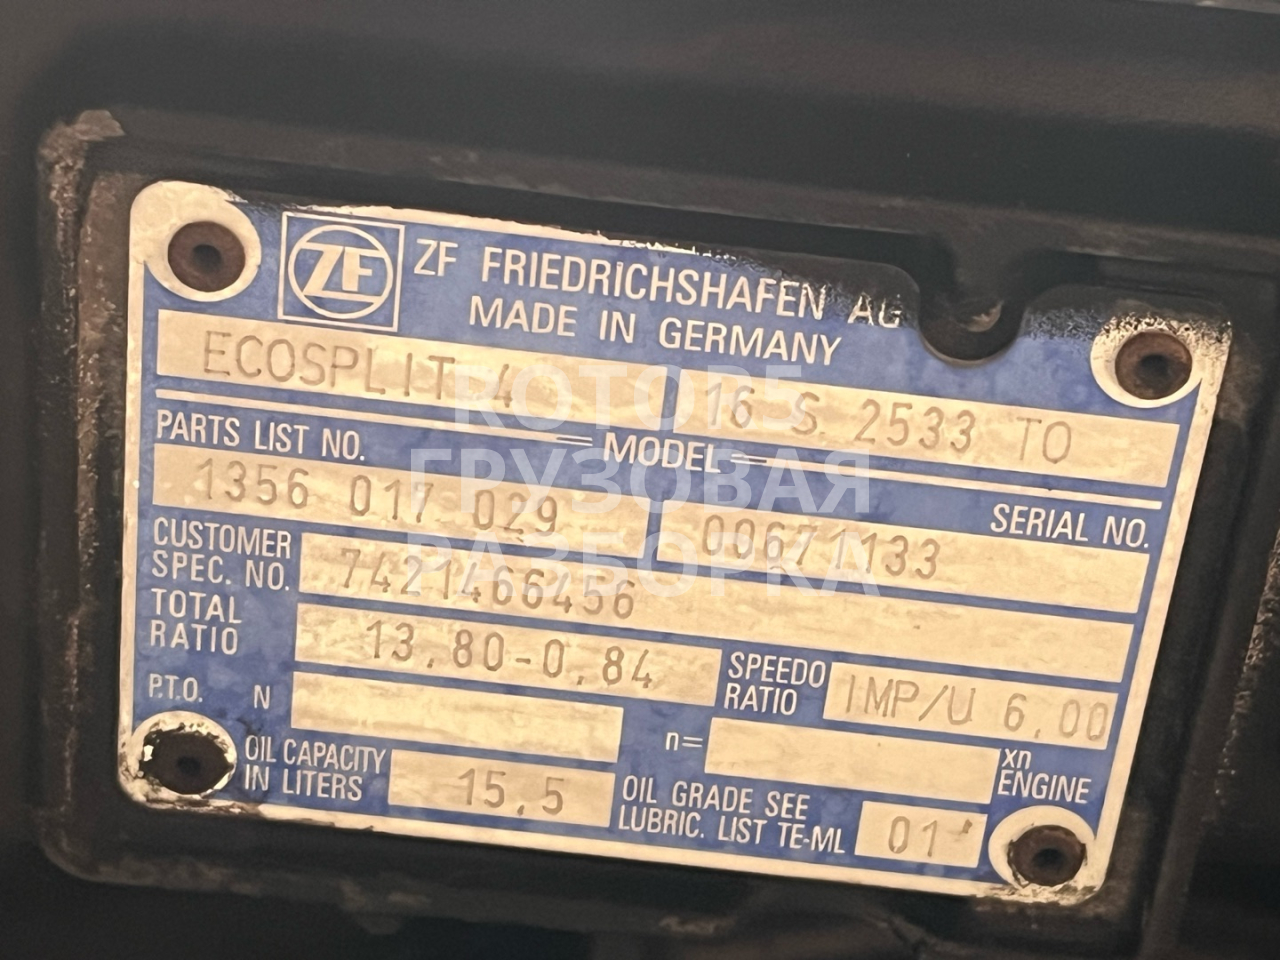 ZF
ZF FRIEDRICHSHAFEN AG
MADE IN GERMANY
ECOSPLIT 4
16 S. 2533 TO
PARTS LIST NO.
MODEL
1356 017 029
SERIAL NO.
00671133
CUSTOMER
SPEC. NO.
7421466456
TOTAL
RATIO
13,80-0,84
SPEEDO
RATIO
IMP/U 6,00
P.T.O. N
n=
xn
ENGINE
OIL CAPACITY
IN LITERS
15,5
OIL GRADE SEE
LUBRIC. LIST TE-ML
01
ROTORS
ГРУЗОВАЯ
РАЗБОРКА